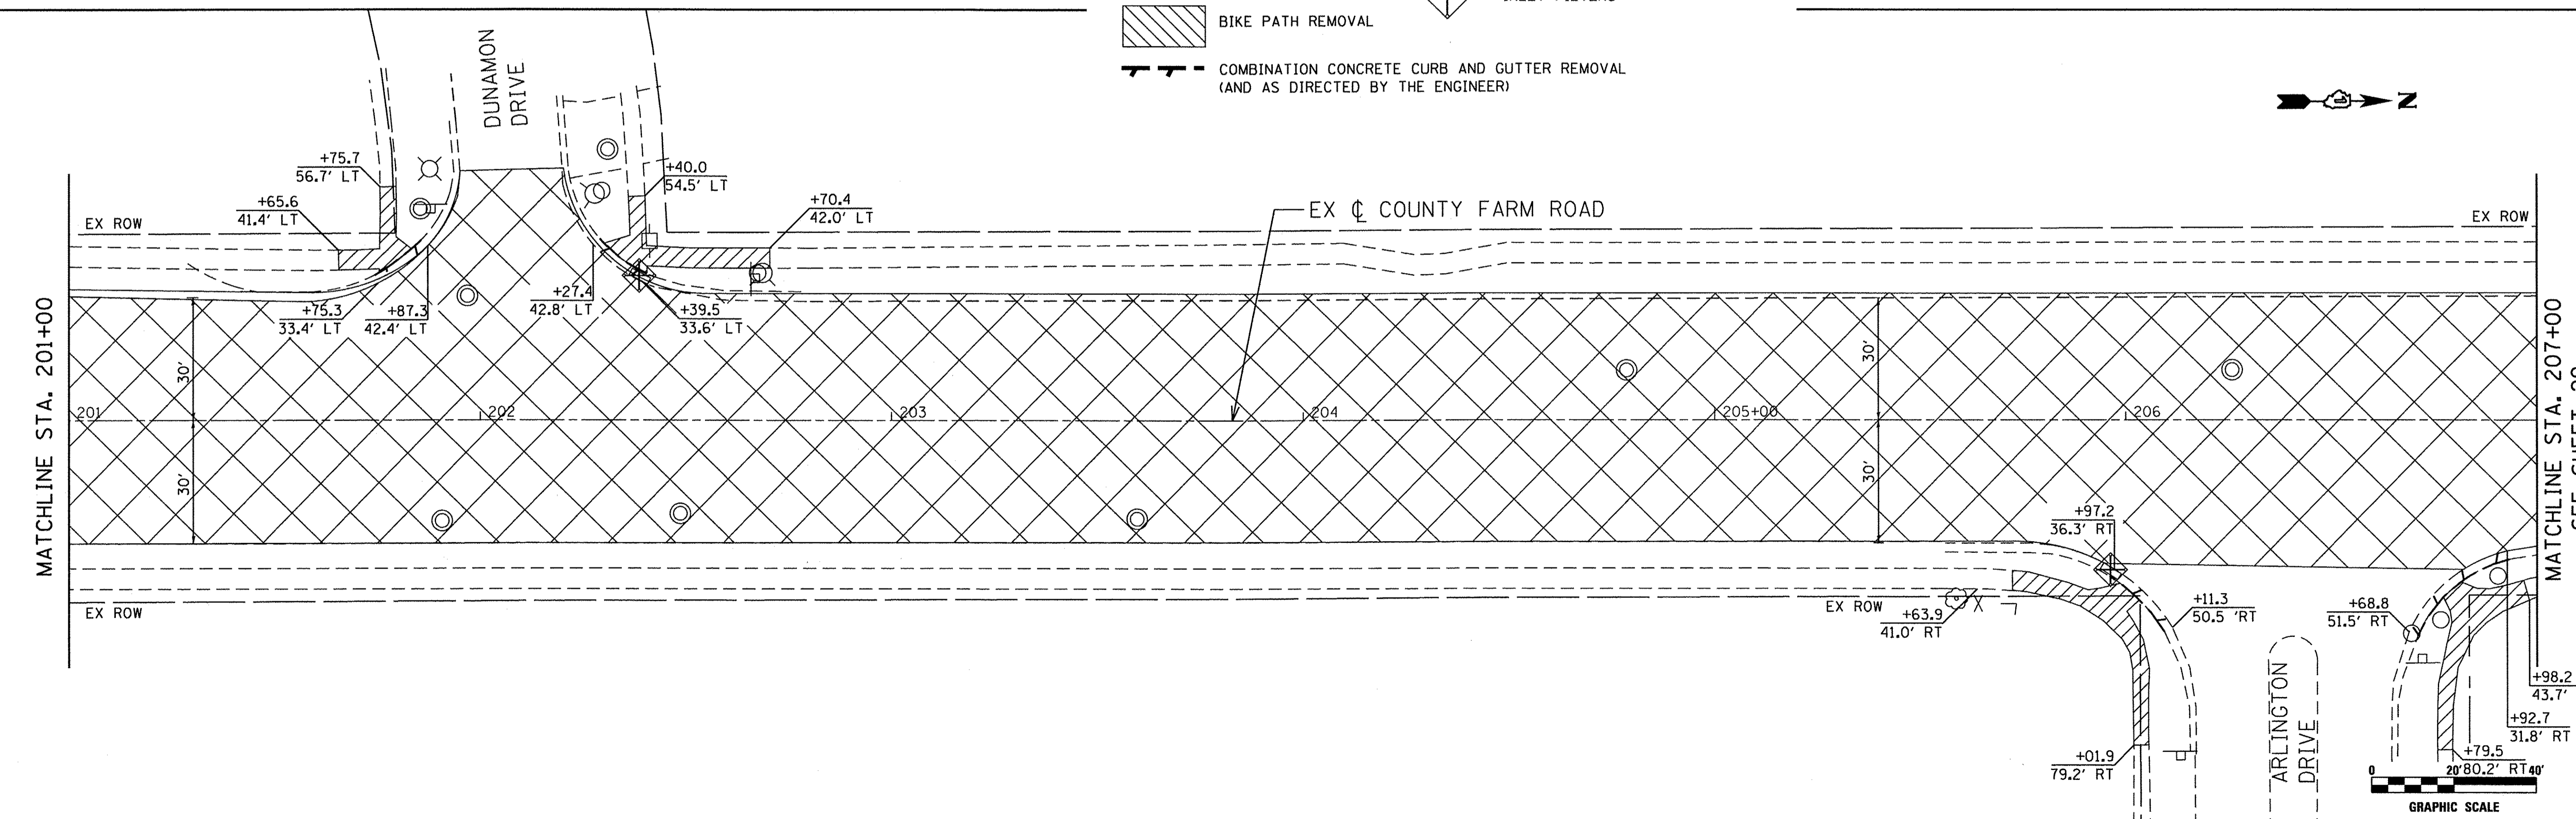 BIKE PATH REMOVAL
COMBINATION CONCRETE CURB AND GUTTER REMOVAL
(AND AS DIRECTED BY THE ENGINEER)
N
DUNAMON
DRIVE
+75.7
56.7' LT
+40.0
54.5' LT
+65.6
41.4' LT
+70.4
42.0' LT
EX ROW
EX ℄ COUNTY FARM ROAD
EX ROW
+75.3
33.4' LT
+87.3
42.4' LT
+27.4
42.8' LT
+39.5
33.6' LT
MATCHLINE STA. 201+00
30'
30'
201
202
203
204
205+00
206
30'
30'
MATCHLINE STA. 207+00
+97.2
36.3' RT
EX ROW
EX ROW
+63.9
41.0' RT
+11.3
50.5 'RT
+68.8
51.5' RT
+98.2
43.7'
+92.7
31.8' RT
+01.9
79.2' RT
+79.5
80.2' RT
ARLINGTON
DRIVE
0 20' 40'
GRAPHIC SCALE